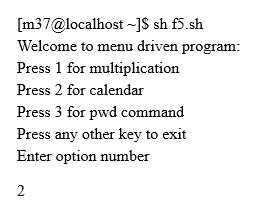 [m37@localhost ~]$ sh f5.sh
Welcome to menu driven program:
Press 1 for multiplication
Press 2 for calendar
Press 3 for pwd command
Press any other key to exit
Enter option number
2